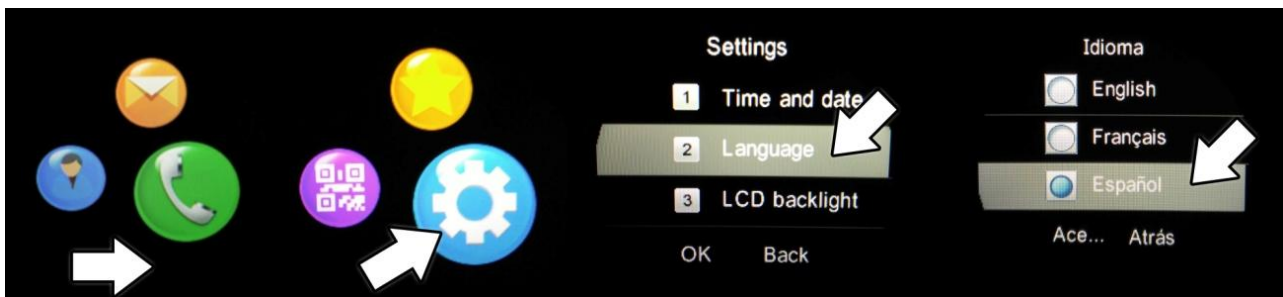 Settings
1 Time and date
2 Language
3 LCD backlight
OK Back
Idioma
English
Français
Español
Ace... Atrás